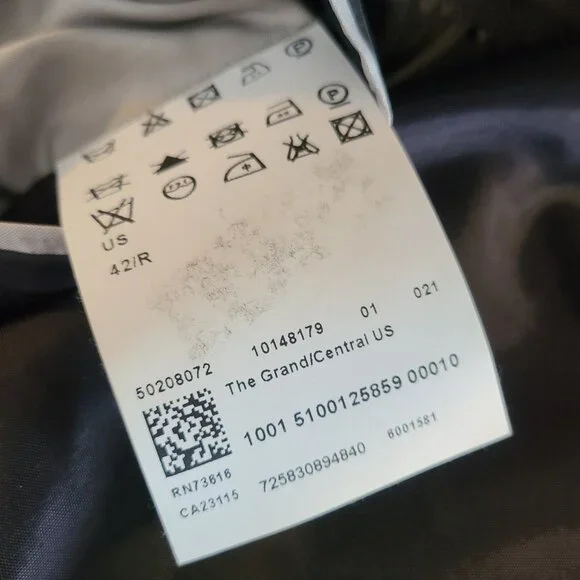 US
42/R
50208072 10148179 01 021
The Grand/Central US
1001 5100125859 00010
RN73616
CA23115 725830894840 6001581